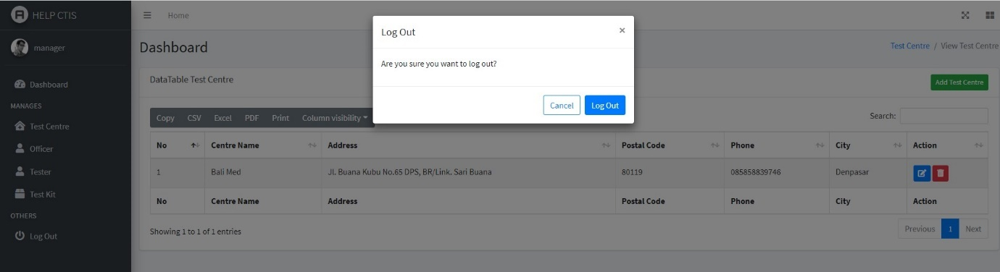 HELP CTIS
Home
manager
Dashboard
MANAGES
Test Centre
Officer
Tester
Test Kit
OTHERS
Log Out
Dashboard
Test Centre / View Test Centre
DataTable Test Centre
Add Test Centre
Log Out ×
Are you sure you want to log out?
Cancel Log Out
Copy CSV Excel PDF Print Column visibility
Search:
No Centre Name Address Postal Code Phone City Action
1 Bali Med Jl. Buana Kubu No.65 DPS, BR/Link. Sari Buana 80119 085858839746 Denpasar
No Centre Name Address Postal Code Phone City Action
Showing 1 to 1 of 1 entries
Previous 1 Next